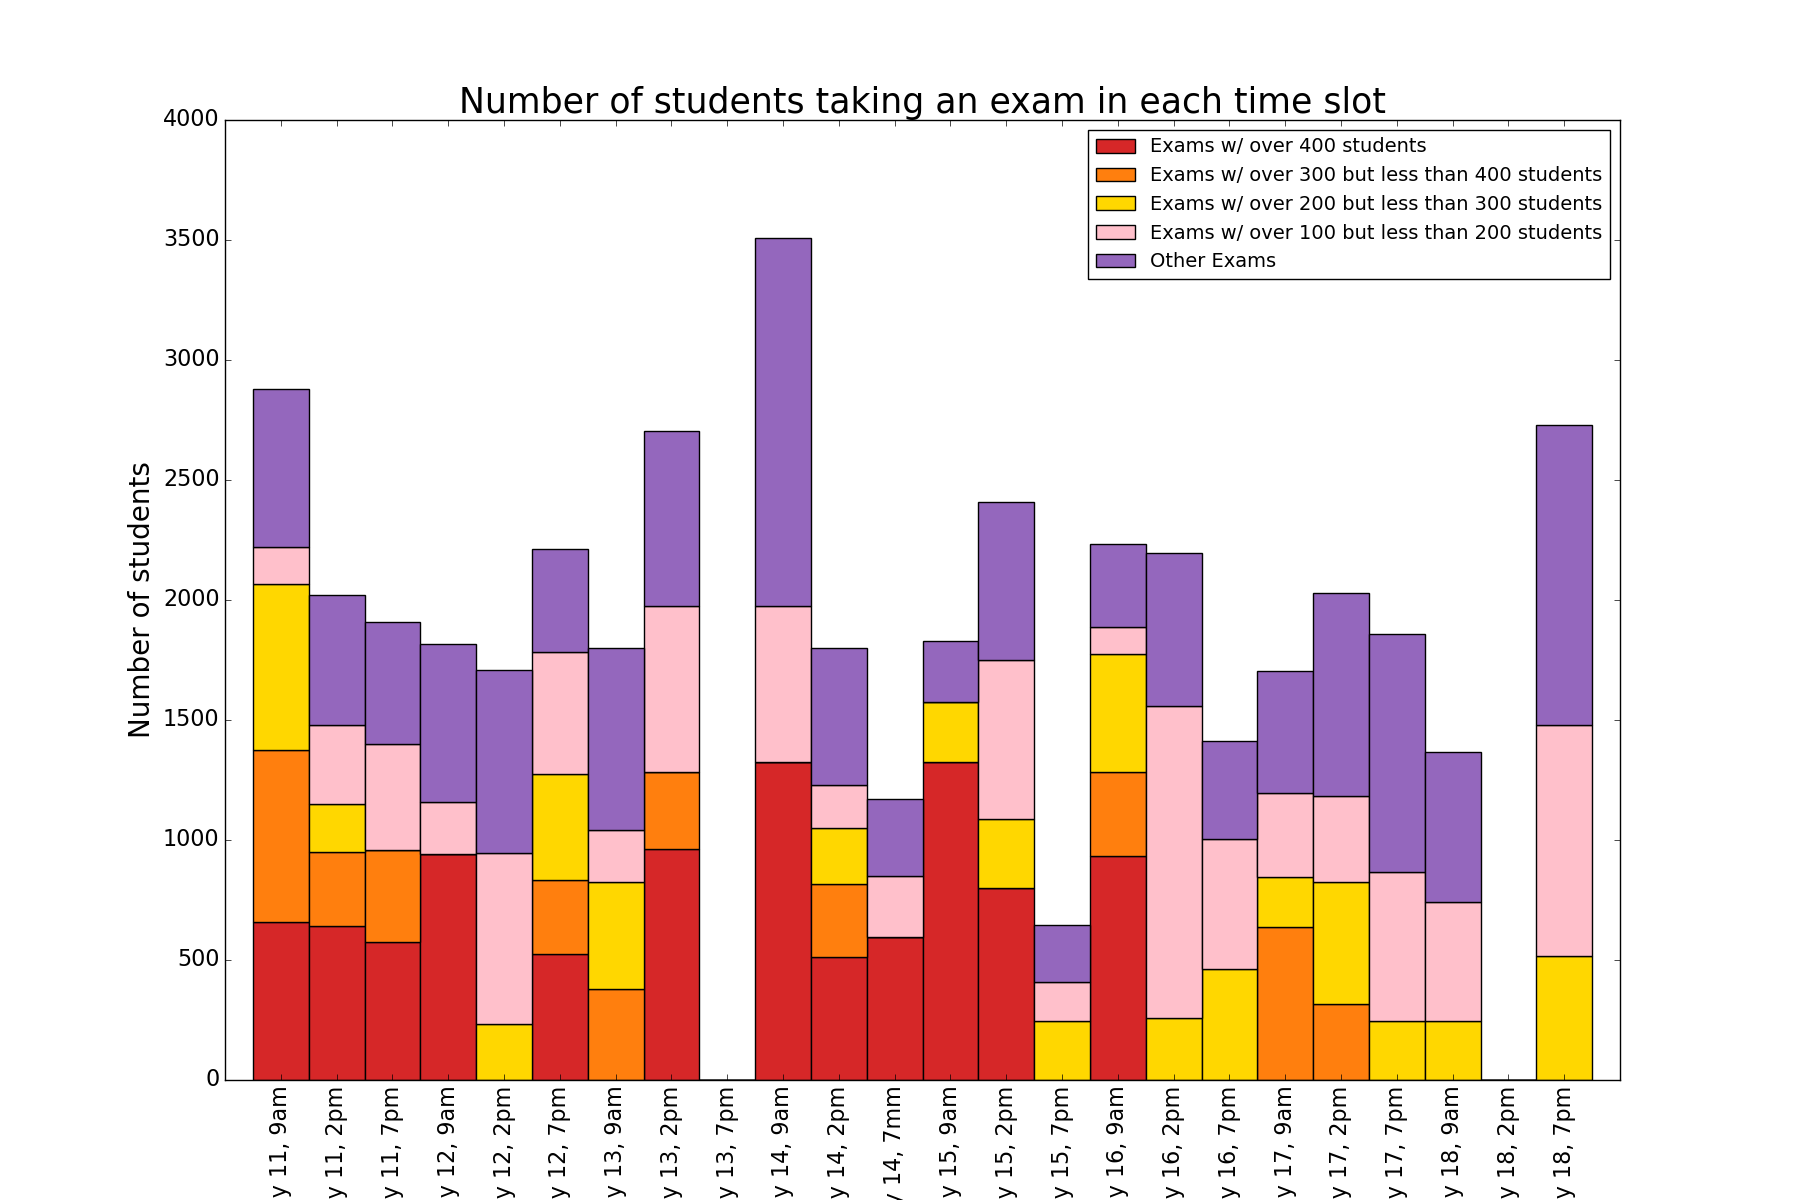 Number of students taking an exam in each time slot
Number of students
4000
3500
3000
2500
2000
1500
1000
500
0
Exams w/ over 400 students
Exams w/ over 300 but less than 400 students
Exams w/ over 200 but less than 300 students
Exams w/ over 100 but less than 200 students
Other Exams
y 11, 9am
y 11, 2pm
y 11, 7pm
y 12, 9am
y 12, 2pm
y 12, 7pm
y 13, 9am
y 13, 2pm
y 13, 7pm
y 14, 9am
y 14, 2pm
y 14, 7mm
y 15, 9am
y 15, 2pm
y 15, 7pm
y 16, 9am
y 16, 2pm
y 16, 7pm
y 17, 9am
y 17, 2pm
y 17, 7pm
y 18, 9am
y 18, 2pm
y 18, 7pm